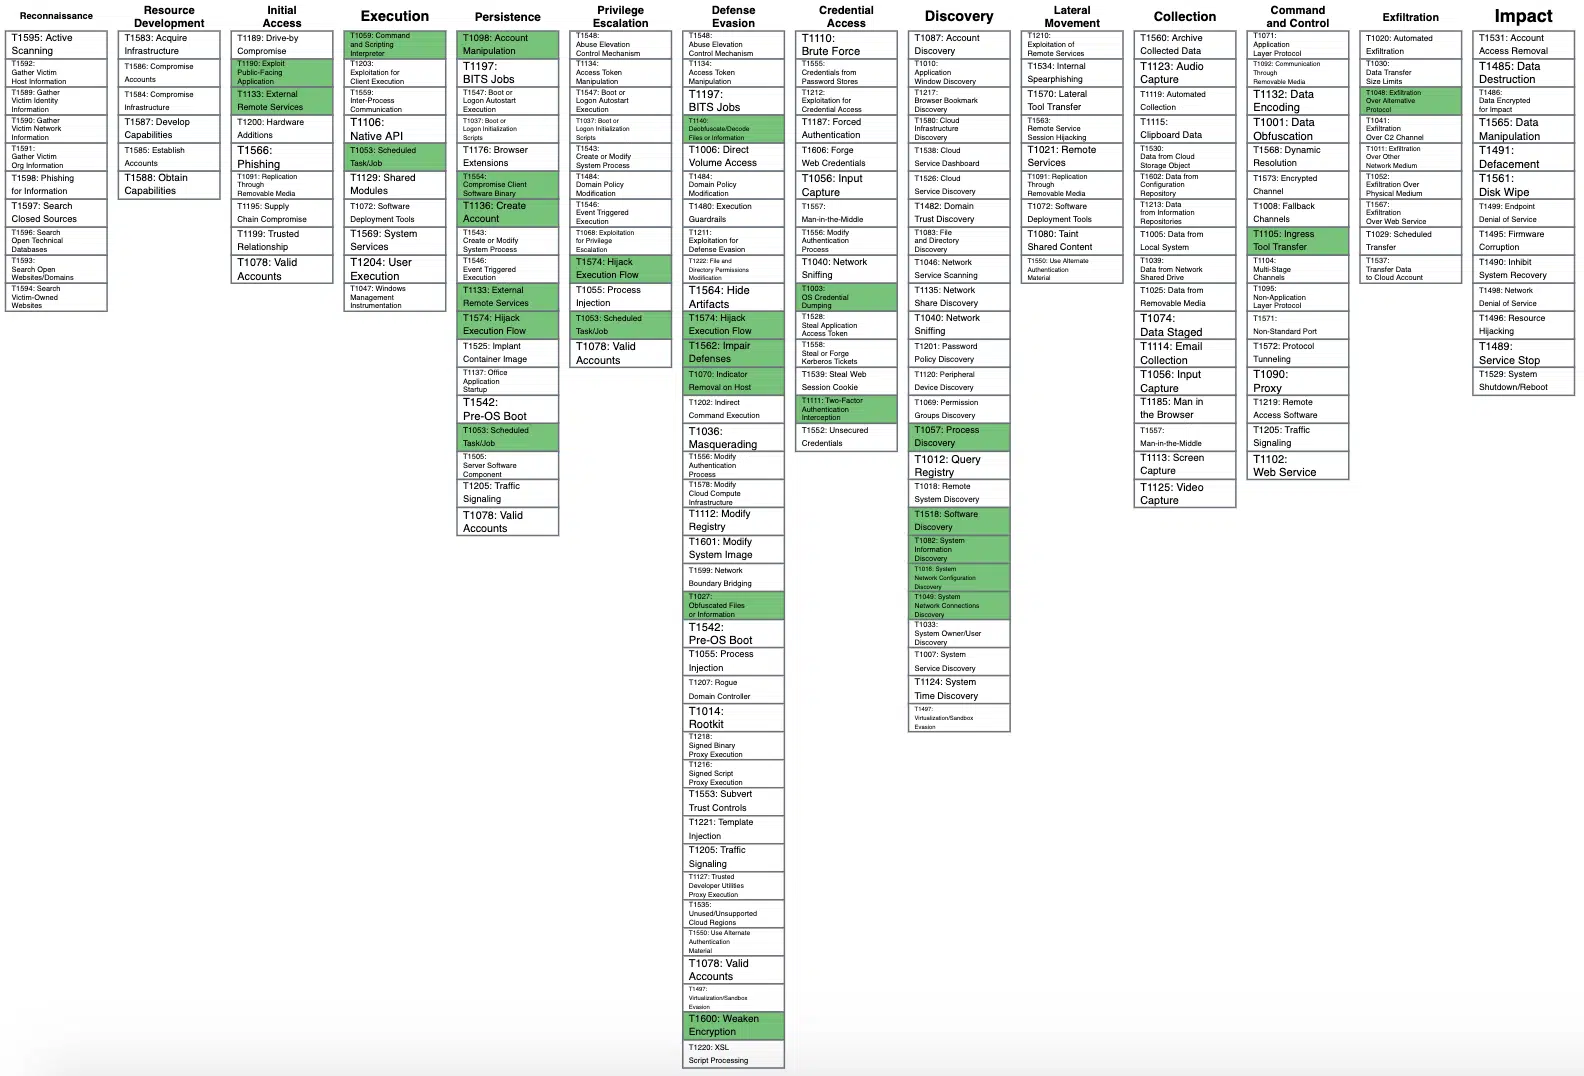 Reconnaissance
T1595: Active
Scanning
T1592:
Gather Victim
Host Information
T1589: Gather
Victim Identity
Information
T1590: Gather
Victim Network
Information
T1591:
Gather Victim
Org Information
T1598: Phishing
for Information
T1597: Search
Closed Sources
T1596: Search
Open Technical
Databases
T1593:
Search Open
Websites/Domains
T1594: Search
Victim-Owned
Websites
Resource
Development
T1583: Acquire
Infrastructure
T1586: Compromise
Accounts
T1584: Compromise
Infrastructure
T1587: Develop
Capabilities
T1585: Establish
Accounts
T1588: Obtain
Capabilities
Initial
Access
T1189: Drive-by
Compromise
T1190: Exploit
Public-Facing
Application
T1133: External
Remote Services
T1200: Hardware
Additions
T1566:
Phishing
T1091: Replication
Through
Removable Media
T1195: Supply
Chain Compromise
T1199: Trusted
Relationship
T1078: Valid
Accounts
Execution
T1059: Command
and Scripting
Interpreter
T1203:
Exploitation for
Client Execution
T1559:
Inter-Process
Communication
T1106:
Native API
T1053: Scheduled
Task/Job
T1129: Shared
Modules
T1072: Software
Deployment Tools
T1569: System
Services
T1204: User
Execution
T1047: Windows
Management
Instrumentation
Persistence
T1098: Account
Manipulation
T1197:
BITS Jobs
T1547: Boot or
Logon Autostart
Execution
T1037: Boot or
Logon Initialization
Scripts
T1176: Browser
Extensions
T1554:
Compromise Client
Software Binary
T1136: Create
Account
T1543:
Create or Modify
System Process
T1546:
Event Triggered
Execution
T1133: External
Remote Services
T1574: Hijack
Execution Flow
T1525: Implant
Container Image
T1137: Office
Application
Startup
T1542:
Pre-OS Boot
T1053: Scheduled
Task/Job
T1505:
Server Software
Component
T1205: Traffic
Signaling
T1078: Valid
Accounts
Privilege
Escalation
T1548:
Abuse Elevation
Control Mechanism
T1134:
Access Token
Manipulation
T1547: Boot or
Logon Autostart
Execution
T1037: Boot or
Logon Initialization
Scripts
T1543:
Create or Modify
System Process
T1484:
Domain Policy
Modification
T1546:
Event Triggered
Execution
T1068: Exploitation
for Privilege
Escalation
T1574: Hijack
Execution Flow
T1055: Process
Injection
T1053: Scheduled
Task/Job
T1078: Valid
Accounts
Defense
Evasion
T1548:
Abuse Elevation
Control Mechanism
T1134:
Access Token
Manipulation
T1197:
BITS Jobs
T1140:
Deobfuscate/Decode
Files or Information
T1006: Direct
Volume Access
T1484:
Domain Policy
Modification
T1480: Execution
Guardrails
T1211:
Exploitation for
Defense Evasion
T1222: File and
Directory Permissions
Modification
T1564: Hide
Artifacts
T1574: Hijack
Execution Flow
T1562: Impair
Defenses
T1070: Indicator
Removal on Host
T1202: Indirect
Command Execution
T1036:
Masquerading
T1556: Modify
Authentication
Process
T1578: Modify
Cloud Compute
Infrastructure
T1112: Modify
Registry
T1601: Modify
System Image
T1599: Network
Boundary Bridging
T1027:
Obfuscated Files
or Information
T1542:
Pre-OS Boot
T1055: Process
Injection
T1207: Rogue
Domain Controller
T1014:
Rootkit
T1218:
Signed Binary
Proxy Execution
T1216:
Signed Script
Proxy Execution
T1553: Subvert
Trust Controls
T1221: Template
Injection
T1205: Traffic
Signaling
T1127: Trusted
Developer Utilities
Proxy Execution
T1535:
Unused/Unsupported
Cloud Regions
T1550: Use Alternate
Authentication
Material
T1078: Valid
Accounts
T1497:
Virtualization/Sandbox
Evasion
T1600: Weaken
Encryption
T1220: XSL
Script Processing
Credential
Access
T1110:
Brute Force
T1555:
Credentials from
Password Stores
T1212:
Exploitation for
Credential Access
T1187: Forced
Authentication
T1606: Forge
Web Credentials
T1056: Input
Capture
T1557:
Man-in-the-Middle
T1556: Modify
Authentication
Process
T1040: Network
Sniffing
T1003:
OS Credential
Dumping
T1528:
Steal Application
Access Token
T1558:
Steal or Forge
Kerberos Tickets
T1539: Steal Web
Session Cookie
T1111: Two-Factor
Authentication
Interception
T1552: Unsecured
Credentials
Discovery
T1087: Account
Discovery
T1010:
Application
Window Discovery
T1217:
Browser Bookmark
Discovery
T1580: Cloud
Infrastructure
Discovery
T1538: Cloud
Service Dashboard
T1526: Cloud
Service Discovery
T1482: Domain
Trust Discovery
T1083: File
and Directory
Discovery
T1046: Network
Service Scanning
T1135: Network
Share Discovery
T1040: Network
Sniffing
T1201: Password
Policy Discovery
T1120: Peripheral
Device Discovery
T1069: Permission
Groups Discovery
T1057: Process
Discovery
T1012: Query
Registry
T1018: Remote
System Discovery
T1518: Software
Discovery
T1082: System
Information
Discovery
T1016: System
Network Configuration
Discovery
T1049: System
Network Connections
Discovery
T1033:
System Owner/User
Discovery
T1007: System
Service Discovery
T1124: System
Time Discovery
T1497:
Virtualization/Sandbox
Evasion
Lateral
Movement
T1210:
Exploitation of
Remote Services
T1534: Internal
Spearphishing
T1570: Lateral
Tool Transfer
T1563:
Remote Service
Session Hijacking
T1021: Remote
Services
T1091: Replication
Through
Removable Media
T1072: Software
Deployment Tools
T1080: Taint
Shared Content
T1550: Use Alternate
Authentication
Material
Collection
T1560: Archive
Collected Data
T1123: Audio
Capture
T1119: Automated
Collection
T1115:
Clipboard Data
T1530:
Data from Cloud
Storage Object
T1602: Data from
Configuration
Repository
T1213: Data
from Information
Repositories
T1005: Data from
Local System
T1039:
Data from Network
Shared Drive
T1025: Data from
Removable Media
T1074:
Data Staged
T1114: Email
Collection
T1056: Input
Capture
T1185: Man in
the Browser
T1557:
Man-in-the-Middle
T1113: Screen
Capture
T1125: Video
Capture
Command
and Control
T1071:
Application
Layer Protocol
T1092: Communication
Through
Removable Media
T1132: Data
Encoding
T1001: Data
Obfuscation
T1568: Dynamic
Resolution
T1573: Encrypted
Channel
T1008: Fallback
Channels
T1105: Ingress
Tool Transfer
T1104:
Multi-Stage
Channels
T1095:
Non-Application
Layer Protocol
T1571:
Non-Standard Port
T1572: Protocol
Tunneling
T1090:
Proxy
T1219: Remote
Access Software
T1205: Traffic
Signaling
T1102:
Web Service
Exfiltration
T1020: Automated
Exfiltration
T1030:
Data Transfer
Size Limits
T1048: Exfiltration
Over Alternative
Protocol
T1041:
Exfiltration
Over C2 Channel
T1011: Exfiltration
Over Other
Network Medium
T1052:
Exfiltration Over
Physical Medium
T1567:
Exfiltration
Over Web Service
T1029: Scheduled
Transfer
T1537:
Transfer Data
to Cloud Account
Impact
T1531: Account
Access Removal
T1485: Data
Destruction
T1486:
Data Encrypted
for Impact
T1565: Data
Manipulation
T1491:
Defacement
T1561:
Disk Wipe
T1499: Endpoint
Denial of Service
T1495: Firmware
Corruption
T1490: Inhibit
System Recovery
T1498: Network
Denial of Service
T1496: Resource
Hijacking
T1489:
Service Stop
T1529: System
Shutdown/Reboot